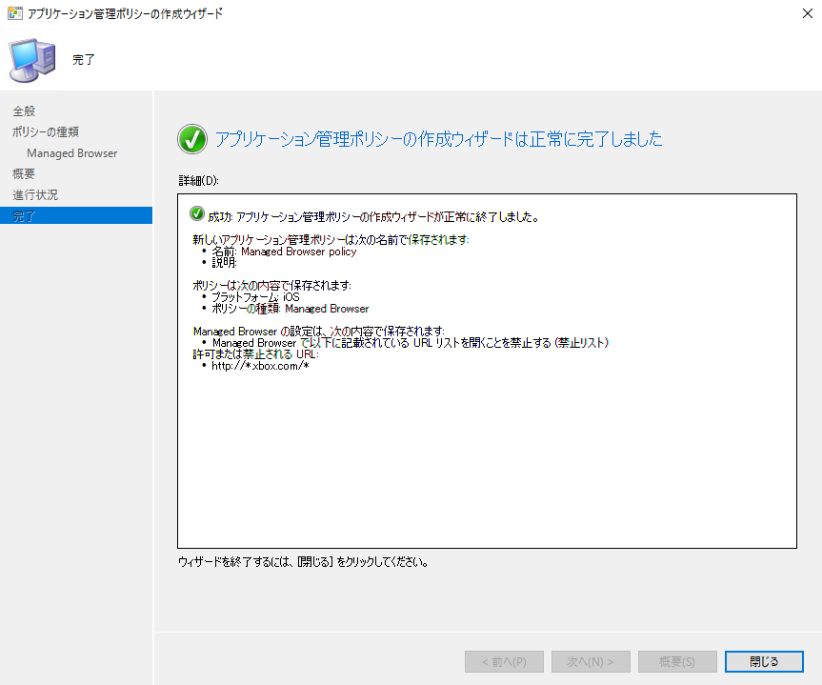 アプリケーション管理ポリシーの作成ウィザード
完了
全般
ポリシーの種類
Managed Browser
概要
進行状況
完了
アプリケーション管理ポリシーの作成ウィザードは正常に完了しました
詳細(D):
成功: アプリケーション管理ポリシーの作成ウィザードが正常に終了しました。
新しいアプリケーション管理ポリシーは次の名前で保存されます:
• 名前: Managed Browser policy
• 説明:
ポリシーは次の内容で保存されます:
• プラットフォーム: iOS
• ポリシーの種類: Managed Browser
Managed Browser の設定は、次の内容で保存されます:
• Managed Browser で以下に記載されている URL リストを開くことを禁止する (禁止リスト)
許可または禁止される URL:
• http://*.xbox.com/*
ウィザードを終了するには、[閉じる] をクリックしてください。
< 前へ(P)
次へ(N) >
概要(S)
閉じる